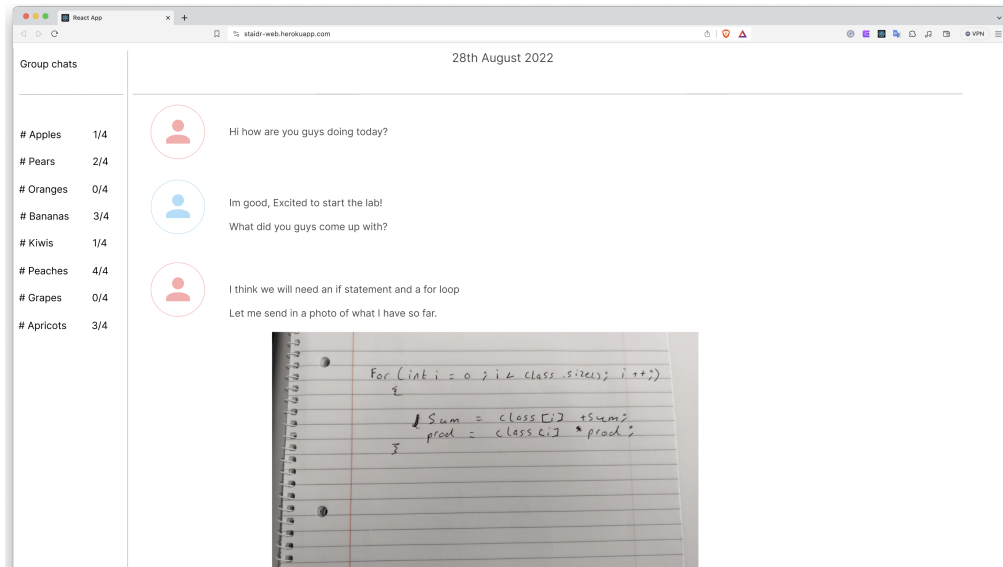 React App
staidr-web.herokuapp.com
VPN
Group chats
28th August 2022
# Apples 1/4
# Pears 2/4
# Oranges 0/4
# Bananas 3/4
# Kiwis 1/4
# Peaches 4/4
# Grapes 0/4
# Apricots 3/4
Hi how are you guys doing today?
Im good, Excited to start the lab!
What did you guys come up with?
I think we will need an if statement and a for loop
Let me send in a photo of what I have so far.
For (int i = 0 ; i < class.size(); i++;)
{
Sum = class[i] +Sum;
prod = class[i] * prod;
}